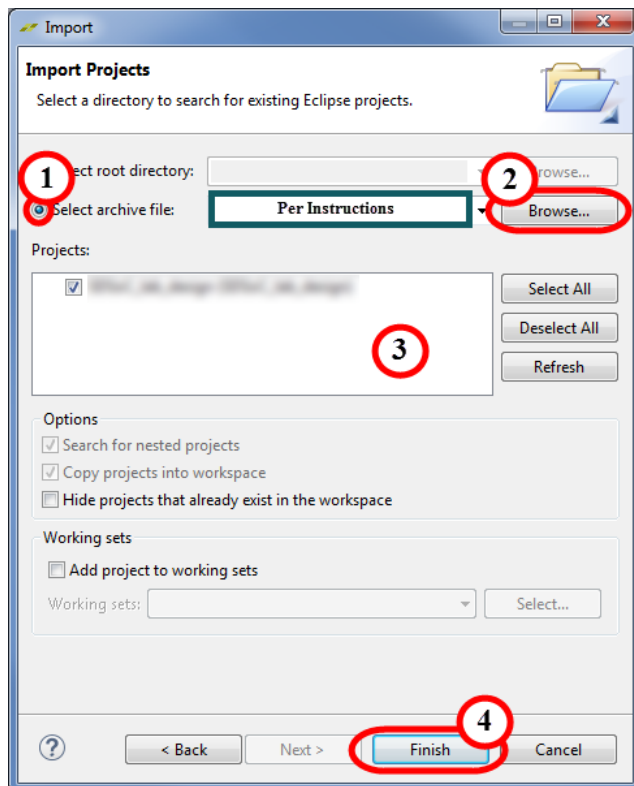 Import
Import Projects
Select a directory to search for existing Eclipse projects.
1
ect root directory:
2
rowse...
Select archive file:
Per Instructions
Browse...
Projects:
Select All
3
Deselect All
Refresh
Options
Search for nested projects
Copy projects into workspace
Hide projects that already exist in the workspace
Working sets
Add project to working sets
Working sets:
Select...
4
?
< Back
Next >
Finish
Cancel